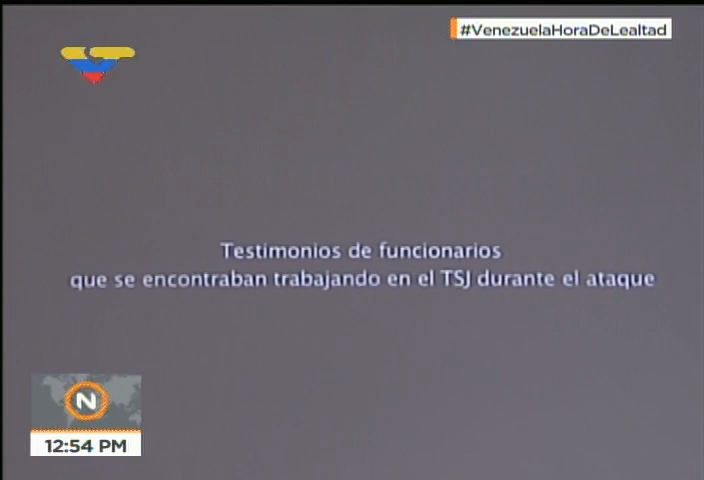 #VenezuelaHoraDeLealtad
Testimonios de funcionarios
que se encontraban trabajando en el TSJ durante el ataque
N
12:54 PM